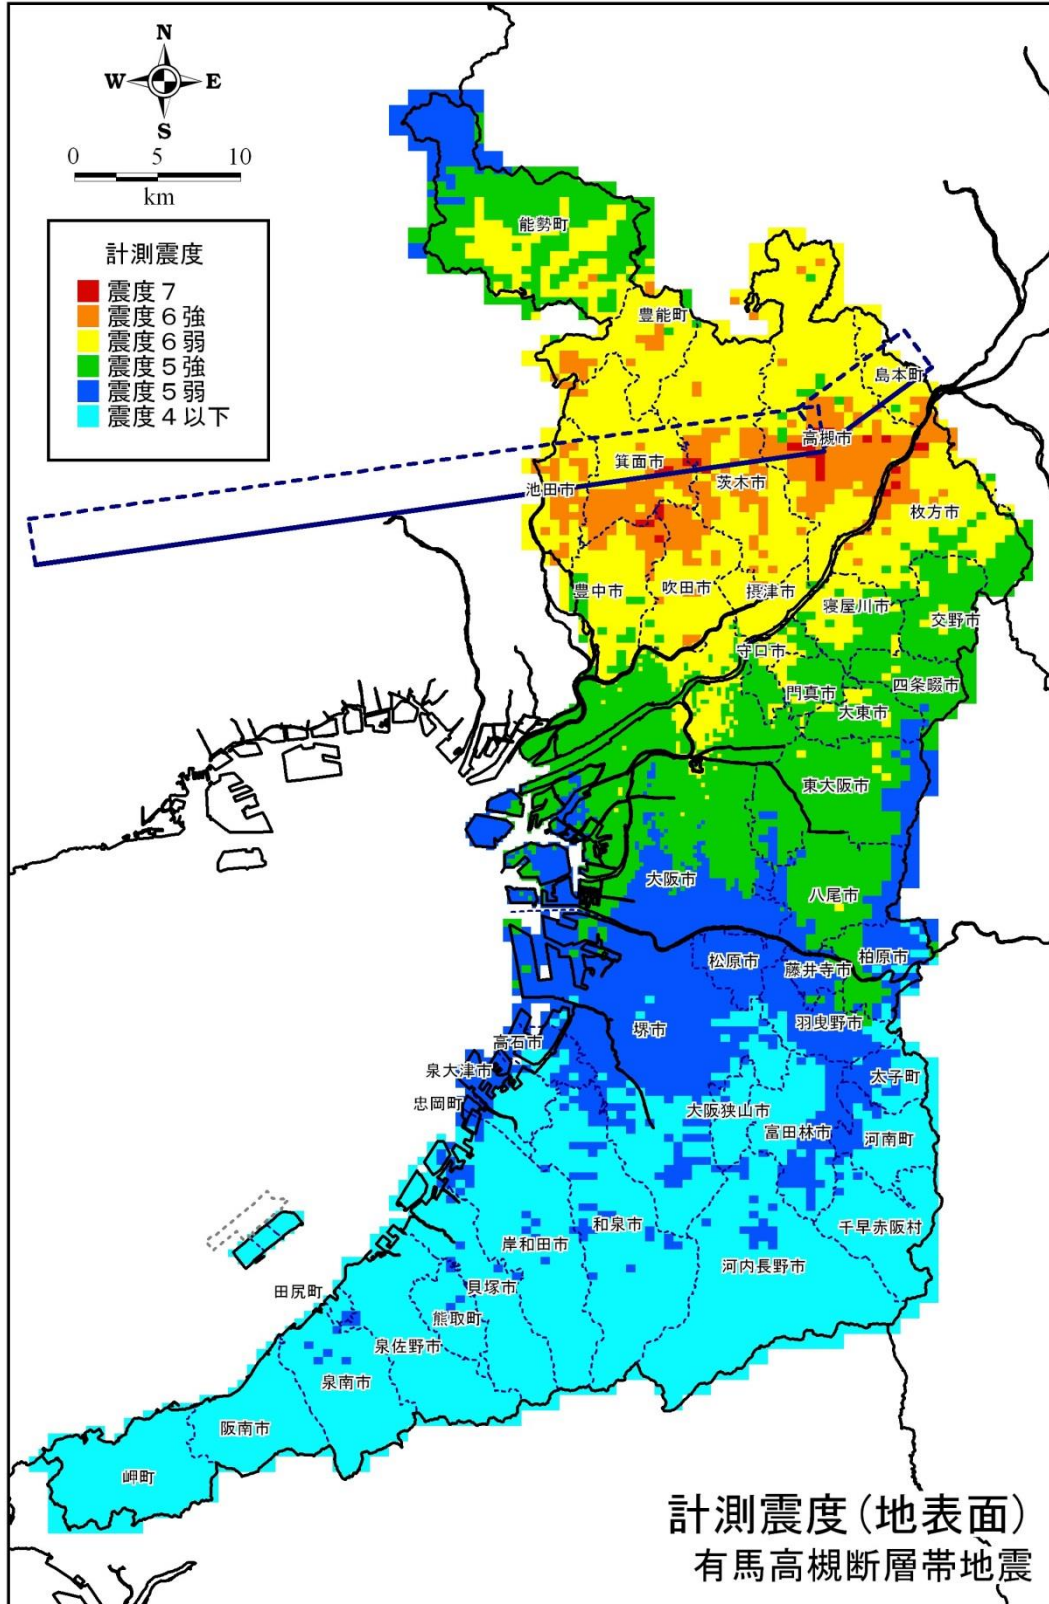 N
W E
S
0 5 10
km
計測震度
震度７
震度６強
震度６弱
震度５強
震度５弱
震度４以下
能勢町
豊能町
島本町
高槻市
箕面市
茨木市
池田市
枚方市
豊中市
吹田市
摂津市
寝屋川市
交野市
守口市
門真市
四条畷市
大東市
東大阪市
大阪市
八尾市
松原市
藤井寺市
柏原市
堺市
羽曳野市
高石市
泉大津市
太子町
忠岡町
大阪狭山市
富田林市
河南町
千早赤阪村
和泉市
岸和田市
河内長野市
貝塚市
田尻町
熊取町
泉佐野市
泉南市
阪南市
岬町
計測震度（地表面）
有馬高槻断層帯地震